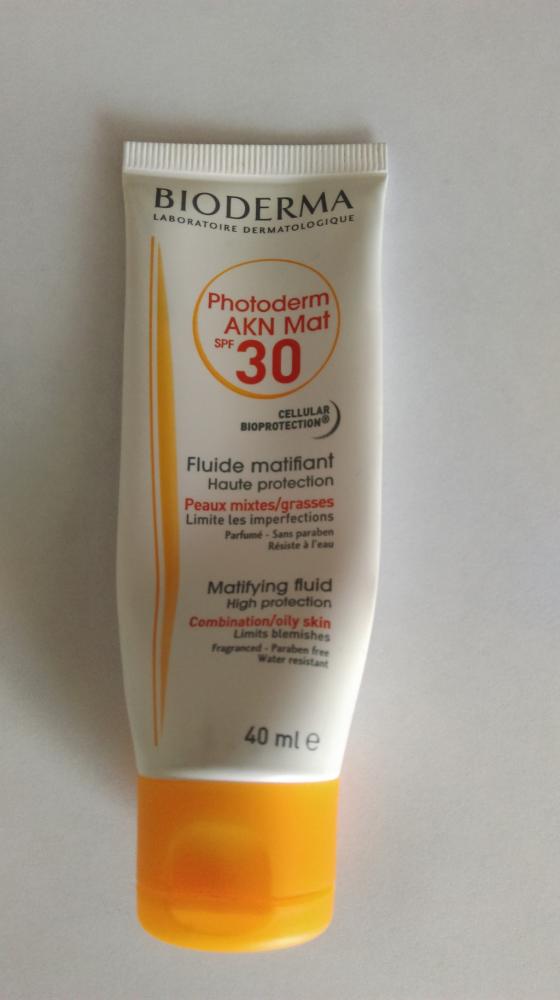 BIODERMA
LABORATOIRE DERMATOLOGIQUE
Photoderm
AKN Mat
SPF 30
CELLULAR
BIOPROTECTION®
Fluide matifiant
Haute protection
Peaux mixtes/grasses
Limite les imperfections
Parfumé - Sans paraben
Résiste à l'eau
Matifying fluid
High protection
Combination/oily skin
Limits blemishes
Fragranced - Paraben free
Water resistant
40 ml e